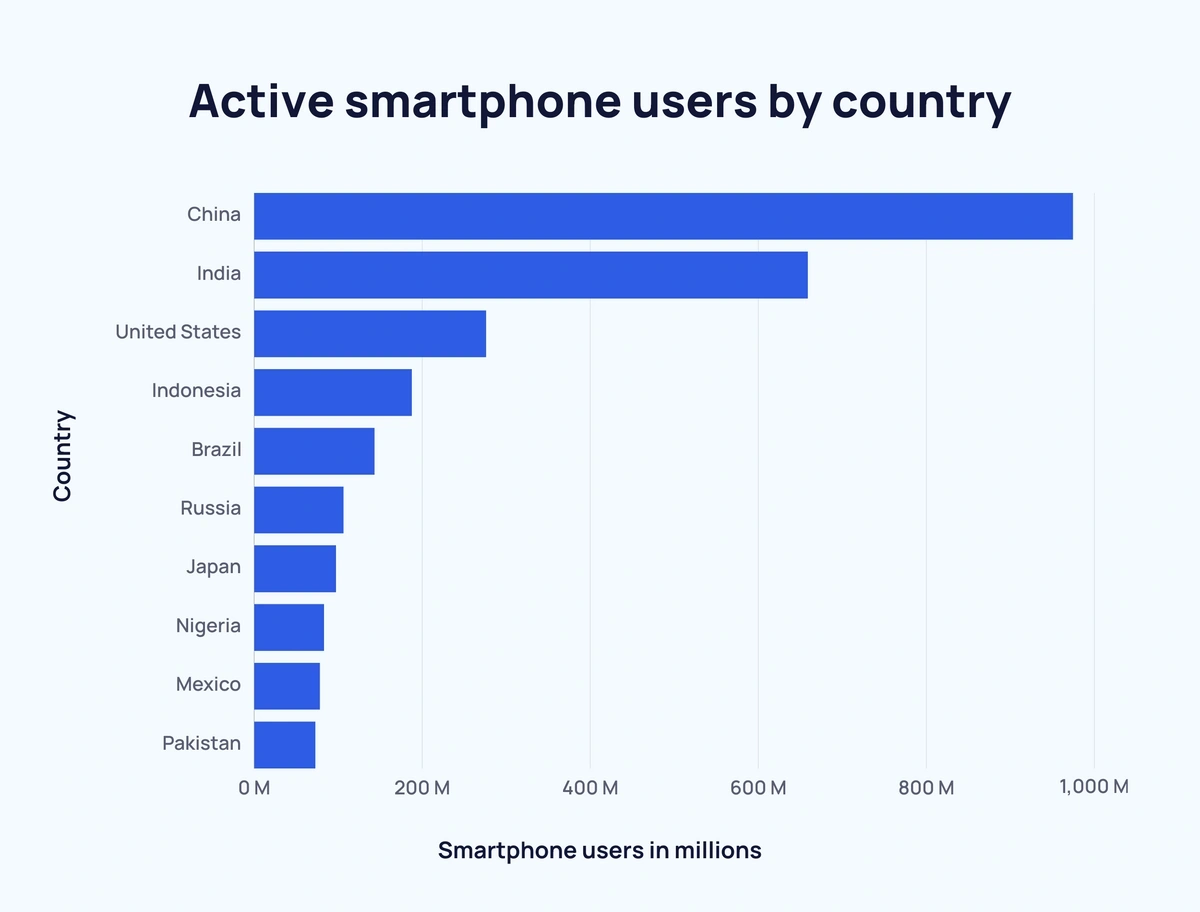 Active smartphone users by country
China
India
United States
Indonesia
Brazil
Russia
Japan
Nigeria
Mexico
Pakistan
Country
0 M 200 M 400 M 600 M 800 M 1,000 M
Smartphone users in millions